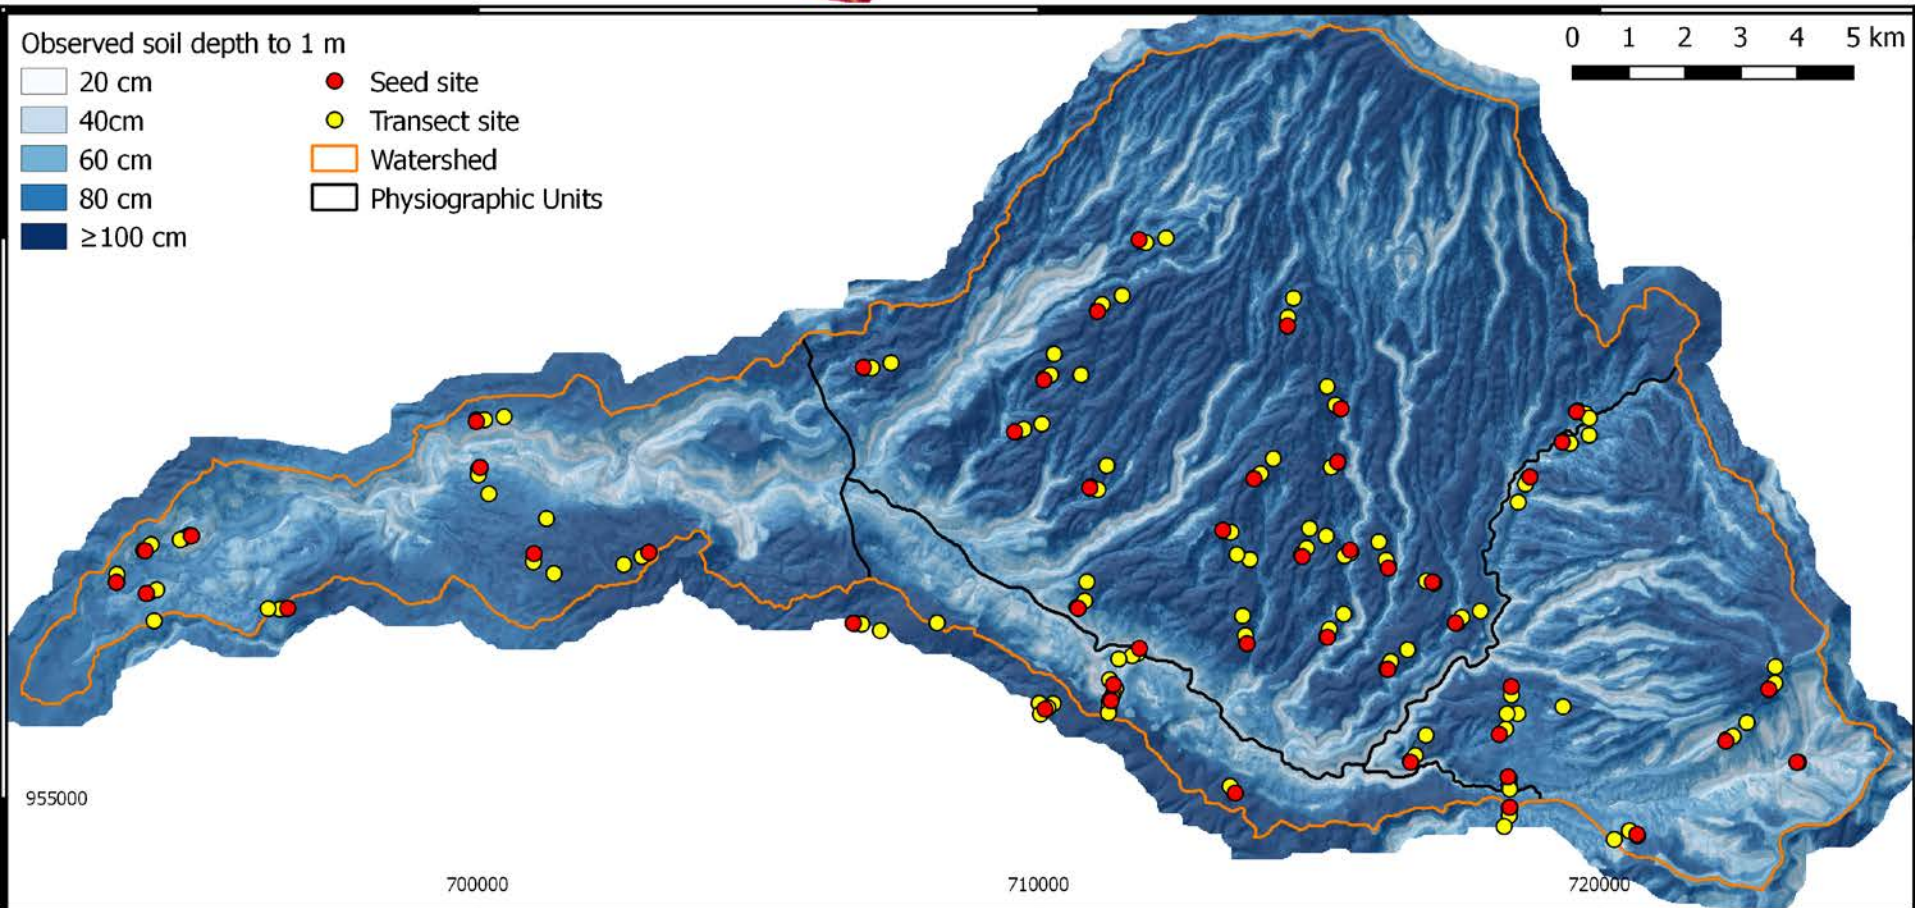 Observed soil depth to 1 m
20 cm
40cm
60 cm
80 cm
≥100 cm
Seed site
Transect site
Watershed
Physiographic Units
0 1 2 3 4 5 km
955000
700000
710000
720000